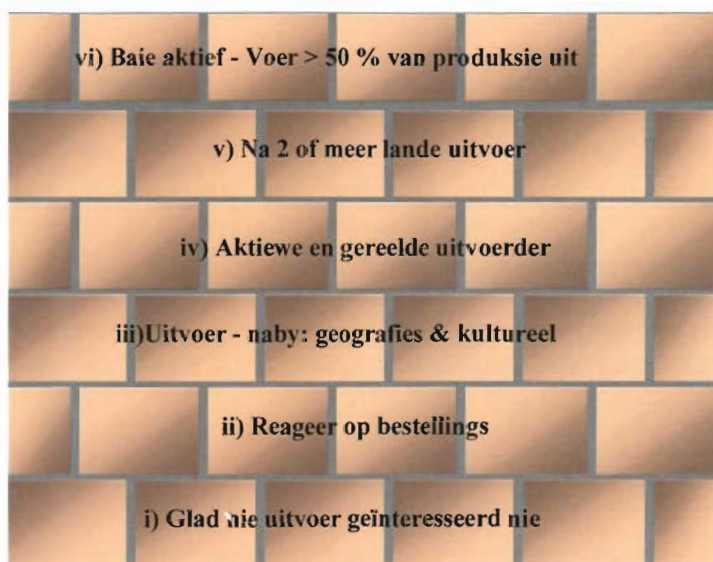 vi) Baie aktief - Voer > 50 % van produksie uit
v) Na 2 of meer lande uitvoer
iv) Aktiewe en gereelde uitvoerder
iii)Uitvoer - naby: geografies & kultureel
ii) Reageer op bestellings
i) Glad nie uitvoer geïnteresseerd nie